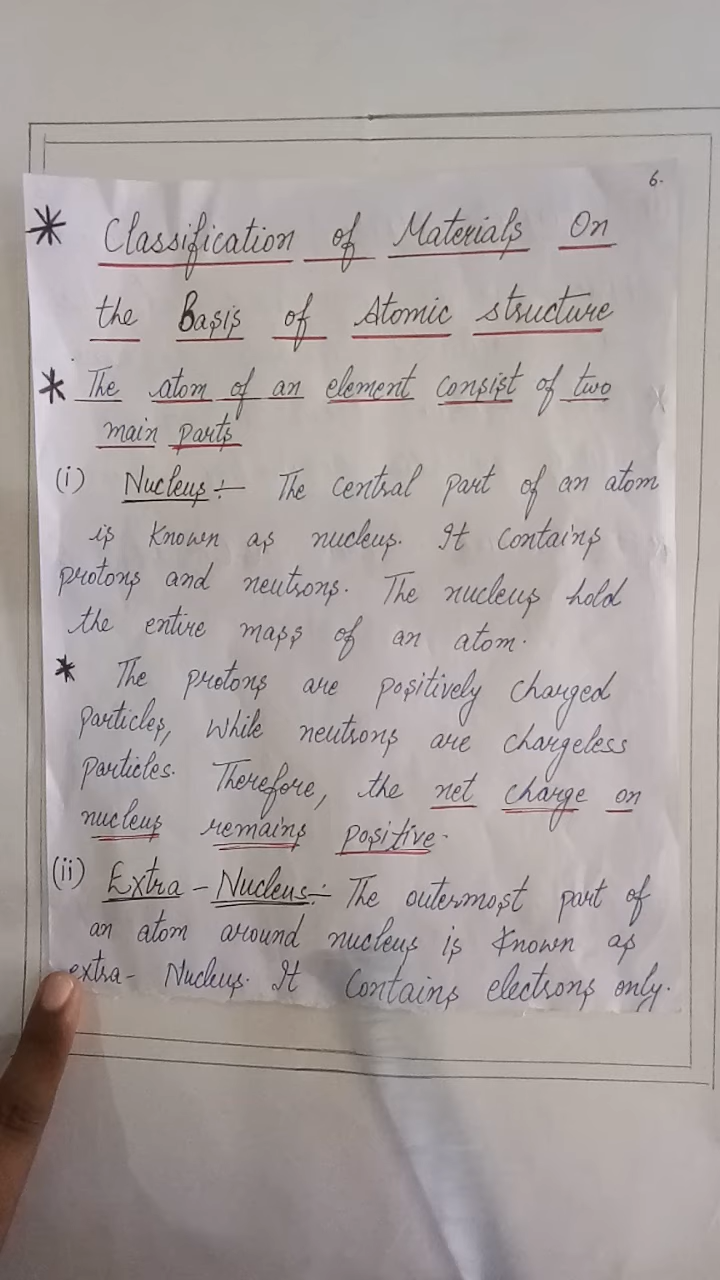 6.
* Classification of Materials On
the Basis of Atomic structure
* The atom of an element consist of two
main parts
(i) Nucleus :- The central part of an atom
is known as nucleus. It contains
protons and neutrons. The nucleus hold
the entire mass of an atom.
* The protons are positively charged
particles, while neutrons are chargeless
particles. Therefore, the net charge on
nucleus remains positive.
(ii) Extra-Nucleus :- The outermost part of
an atom around nucleus is known as
extra-Nucleus. It contains electrons only.